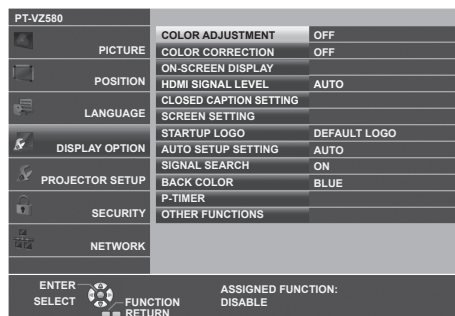 PT-VZ580
PICTURE
POSITION
LANGUAGE
DISPLAY OPTION
PROJECTOR SETUP
SECURITY
NETWORK
COLOR ADJUSTMENT OFF
COLOR CORRECTION OFF
ON-SCREEN DISPLAY
HDMI SIGNAL LEVEL AUTO
CLOSED CAPTION SETTING
SCREEN SETTING
STARTUP LOGO DEFAULT LOGO
AUTO SETUP SETTING AUTO
SIGNAL SEARCH ON
BACK COLOR BLUE
P-TIMER
OTHER FUNCTIONS
ENTER
SELECT
FUNCTION
RETURN
ASSIGNED FUNCTION:
DISABLE